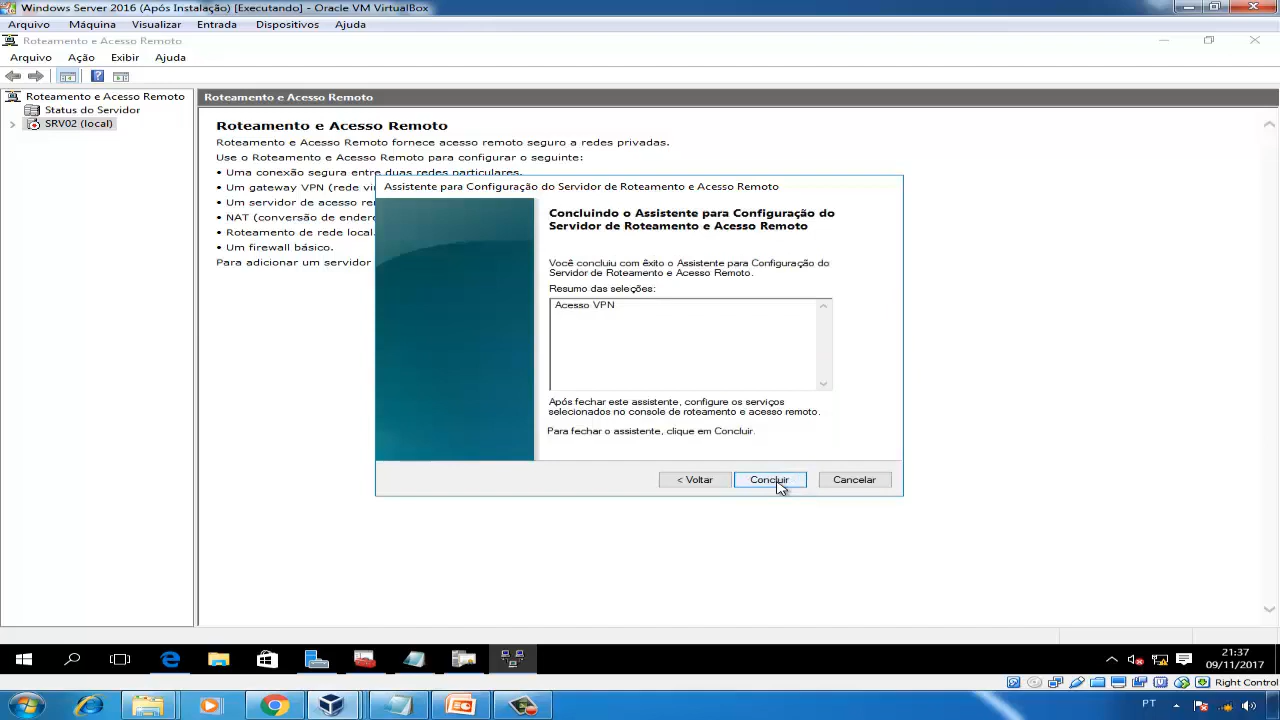 Windows Server 2016 (Após Instalação) [Executando] - Oracle VM VirtualBox
Arquivo Máquina Visualizar Entrada Dispositivos Ajuda
Roteamento e Acesso Remoto
Arquivo Ação Exibir Ajuda
Roteamento e Acesso Remoto
Status do Servidor
SRV02 (local)
Roteamento e Acesso Remoto
Roteamento e Acesso Remoto
Roteamento e Acesso Remoto fornece acesso remoto seguro a redes privadas.
Use o Roteamento e Acesso Remoto para configurar o seguinte:
• Uma conexão segura entre duas redes particulares.
• Um gateway VPN (rede vi
• Um servidor de acesso re
• NAT (conversão de ender
• Roteamento de rede local.
• Um firewall básico.
Para adicionar um servidor
Assistente para Configuração do Servidor de Roteamento e Acesso Remoto
Concluindo o Assistente para Configuração do
Servidor de Roteamento e Acesso Remoto
Você concluiu com êxito o Assistente para Configuração do
Servidor de Roteamento e Acesso Remoto.
Resumo das seleções:
Acesso VPN
Após fechar este assistente, configure os serviços
selecionados no console de roteamento e acesso remoto.
Para fechar o assistente, clique em Concluir.
< Voltar Concluir Cancelar
21:37
09/11/2017
Right Control
PT